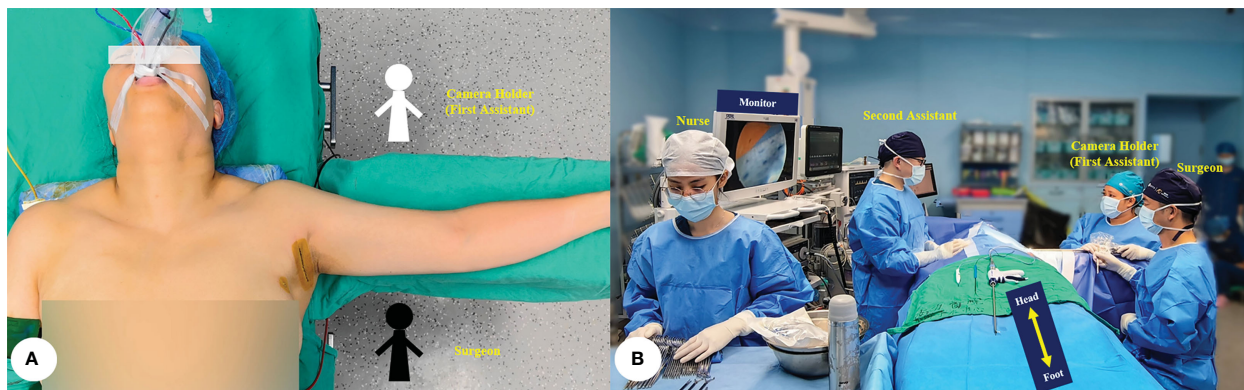 Camera Holder
(First Assistant)
Surgeon
A
Nurse
Monitor
Second Assistant
Camera Holder
(First Assistant)
Surgeon
Head
Foot
B